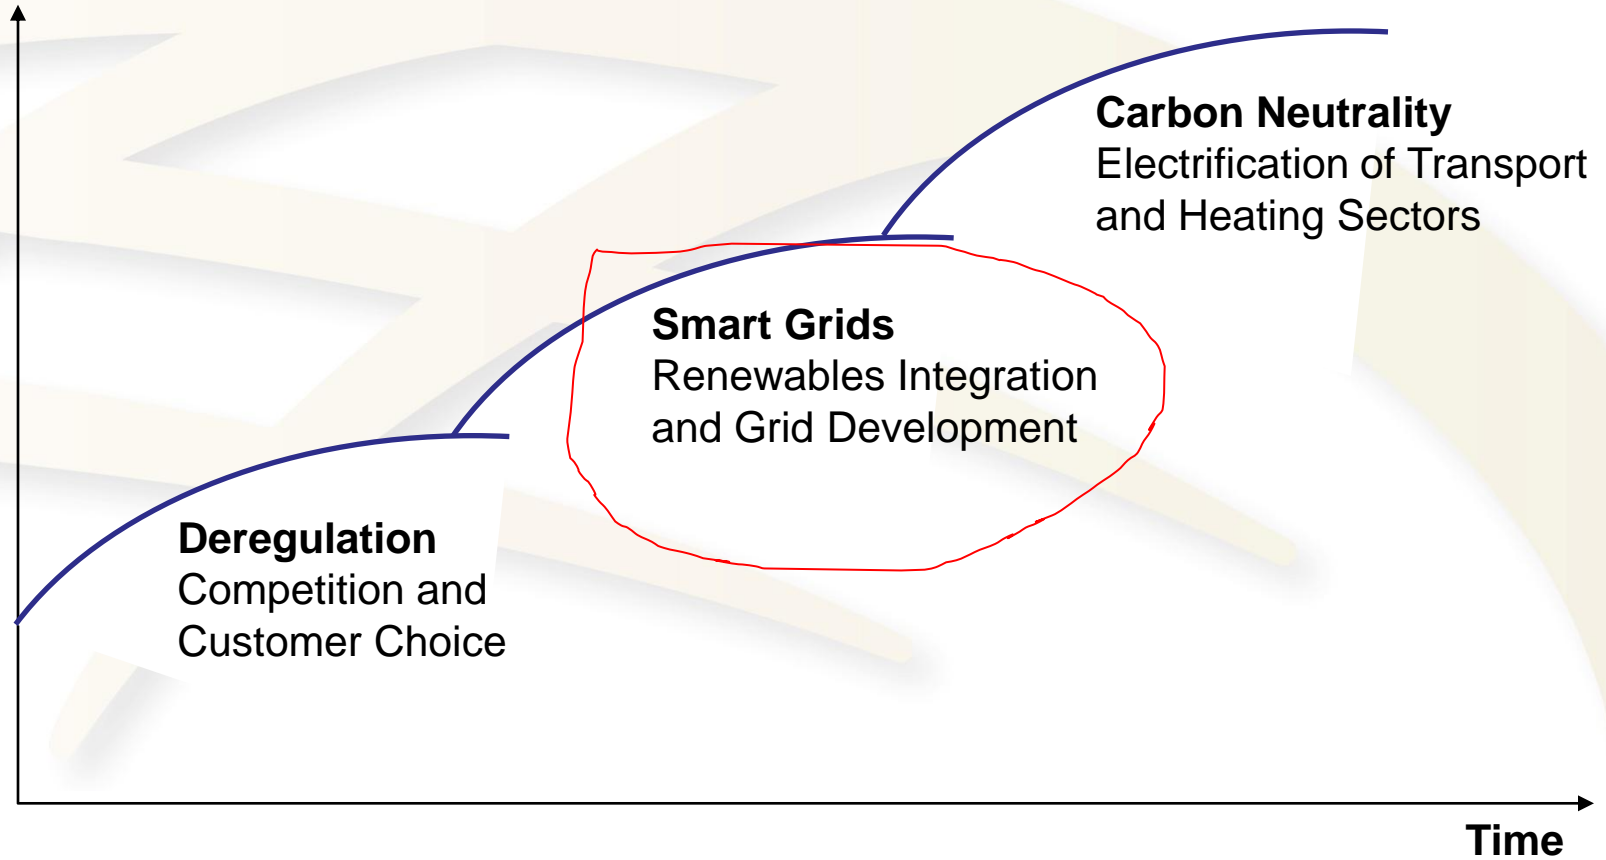 Carbon Neutrality
Electrification of Transport
and Heating Sectors
Smart Grids
Renewables Integration
and Grid Development
Deregulation
Competition and
Customer Choice
Time